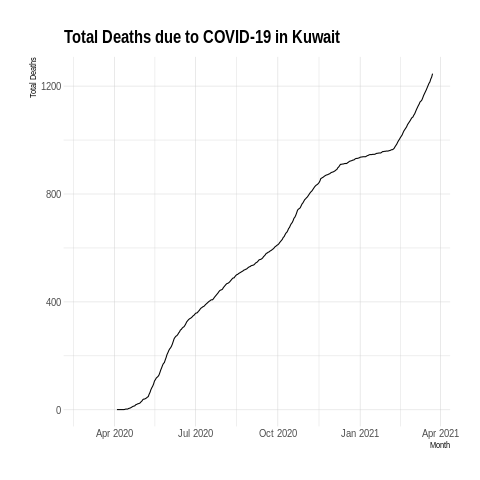 Total Deaths due to COVID-19 in Kuwait
Total Deaths
1200
800
400
0
Apr 2020 Jul 2020 Oct 2020 Jan 2021 Apr 2021
Month